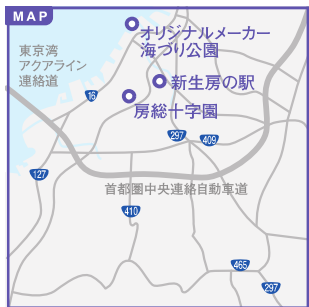 MAP
オリジナルメーカー
海づり公園
東京湾
アクアライン
連絡道
新生房の駅
16
房総十字園
297
409
127
首都圏中央連絡自動車道
410
465
297